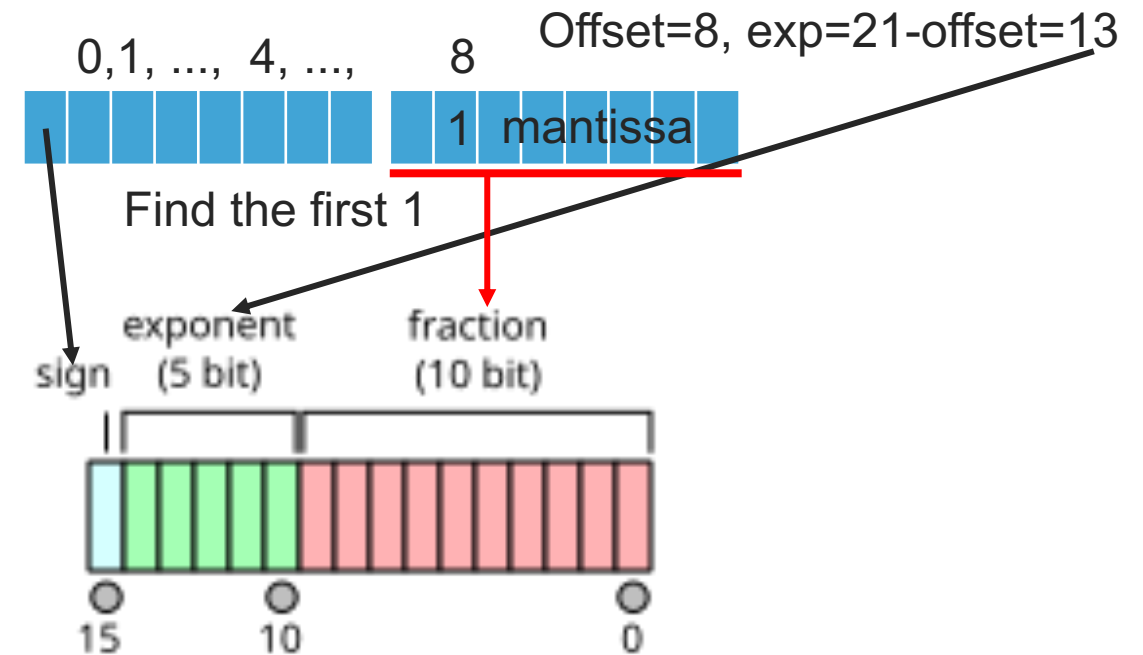 Offset=8, exp=21-offset=13
0,1, ..., 4, ..., 8
1 mantissa
Find the first 1
exponent fraction
sign (5 bit) (10 bit)
15 10 0